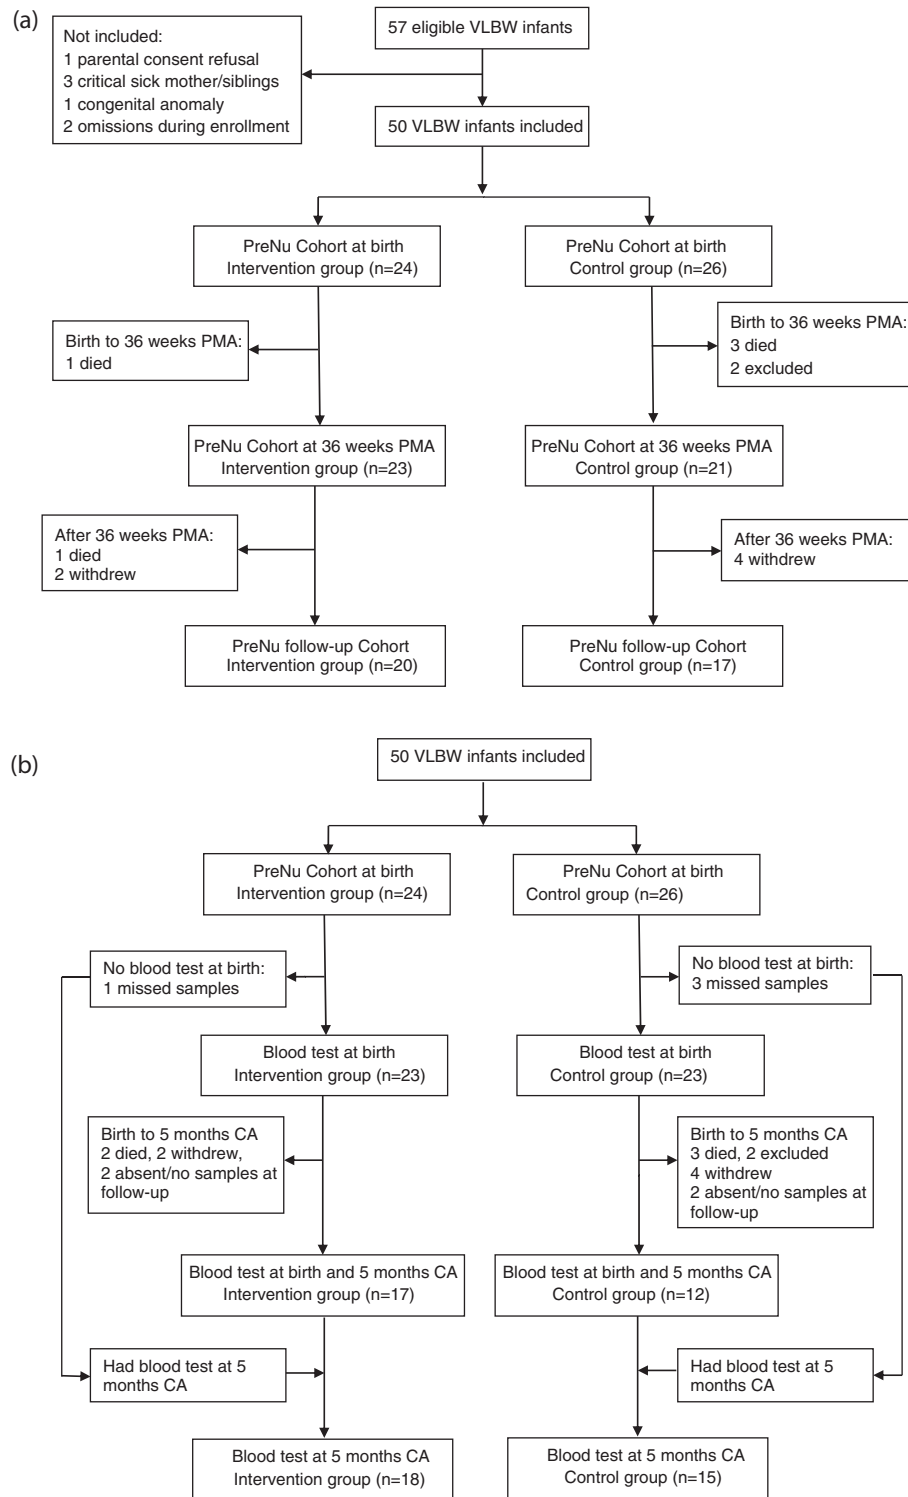 (a)
57 eligible VLBW infants
Not included:
1 parental consent refusal
3 critical sick mother/siblings
1 congenital anomaly
2 omissions during enrollment
50 VLBW infants included
PreNu Cohort at birth
Intervention group (n=24)
PreNu Cohort at birth
Control group (n=26)
Birth to 36 weeks PMA:
1 died
Birth to 36 weeks PMA:
3 died
2 excluded
PreNu Cohort at 36 weeks PMA
Intervention group (n=23)
PreNu Cohort at 36 weeks PMA
Control group (n=21)
After 36 weeks PMA:
1 died
2 withdrew
After 36 weeks PMA:
4 withdrew
PreNu follow-up Cohort
Intervention group (n=20)
PreNu follow-up Cohort
Control group (n=17)
(b)
50 VLBW infants included
PreNu Cohort at birth
Intervention group (n=24)
PreNu Cohort at birth
Control group (n=26)
No blood test at birth:
1 missed samples
No blood test at birth:
3 missed samples
Blood test at birth
Intervention group (n=23)
Blood test at birth
Control group (n=23)
Birth to 5 months CA
2 died, 2 withdrew,
2 absent/no samples at
follow-up
Birth to 5 months CA
3 died, 2 excluded
4 withdrew
2 absent/no samples at
follow-up
Blood test at birth and 5 months CA
Intervention group (n=17)
Blood test at birth and 5 months CA
Control group (n=12)
Had blood test at 5
months CA
Had blood test at 5
months CA
Blood test at 5 months CA
Intervention group (n=18)
Blood test at 5 months CA
Control group (n=15)